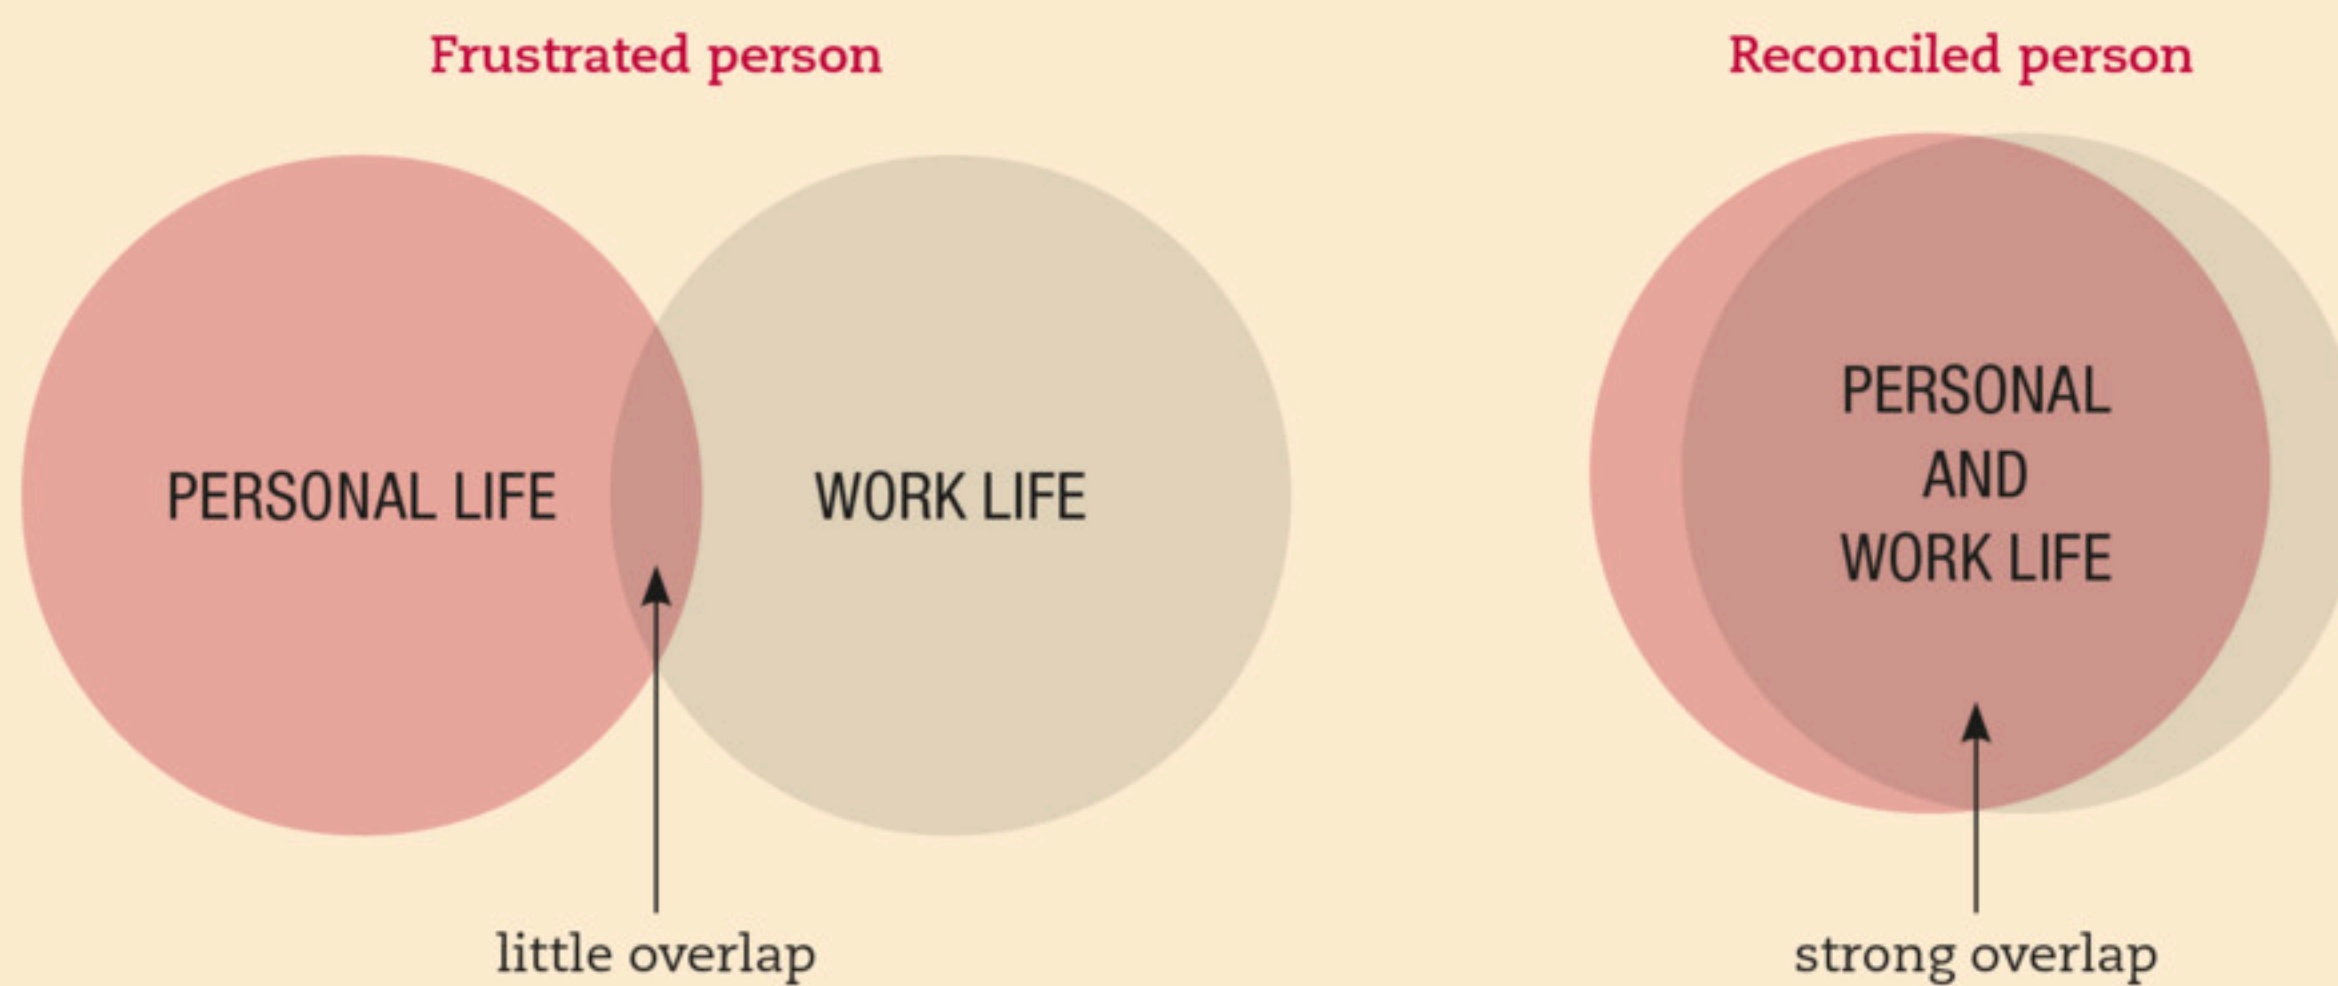 Frustrated person
PERSONAL LIFE
WORK LIFE
little overlap
Reconciled person
PERSONAL
AND
WORK LIFE
strong overlap